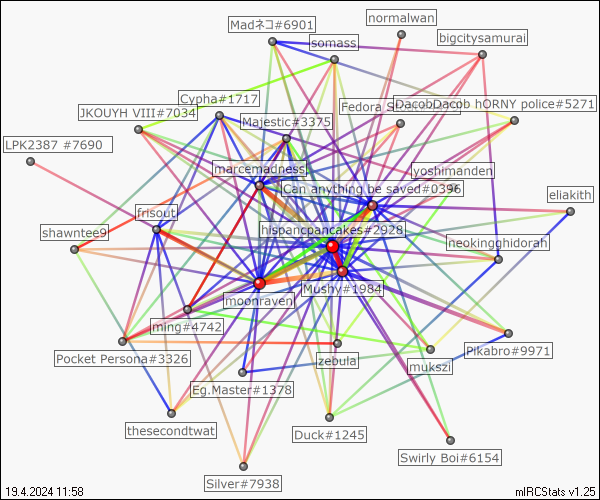 Madネコ#6901
normalwan
somass
bigcitysamurai
Cypha#1717
JKOUYH VIII#7034
Majestic#3375
Fedora
DacobDacob hORNY police#5271
LPK2387 #7690
marcemadness
yoshimanden
Can anything be saved#0396
eliakith
frisout
shawntee9
hispancpancakes#2928
neokingghidorah
Mushy#1984
moonraven
ming#4742
Pocket Persona#3326
zebula
mukszi
Pikabro#9971
Eg.Master#1378
thesecondtwat
Duck#1245
Swirly Boi#6154
Silver#7938
19.4.2024 11:58
mIRCStats v1.25